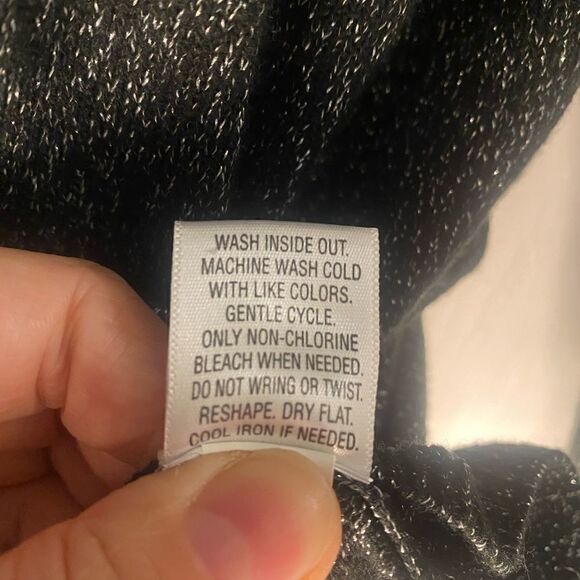 WASH INSIDE OUT.
MACHINE WASH COLD
WITH LIKE COLORS.
GENTLE CYCLE.
ONLY NON-CHLORINE
BLEACH WHEN NEEDED.
DO NOT WRING OR TWIST.
RESHAPE. DRY FLAT.
COOL IRON IF NEEDED.